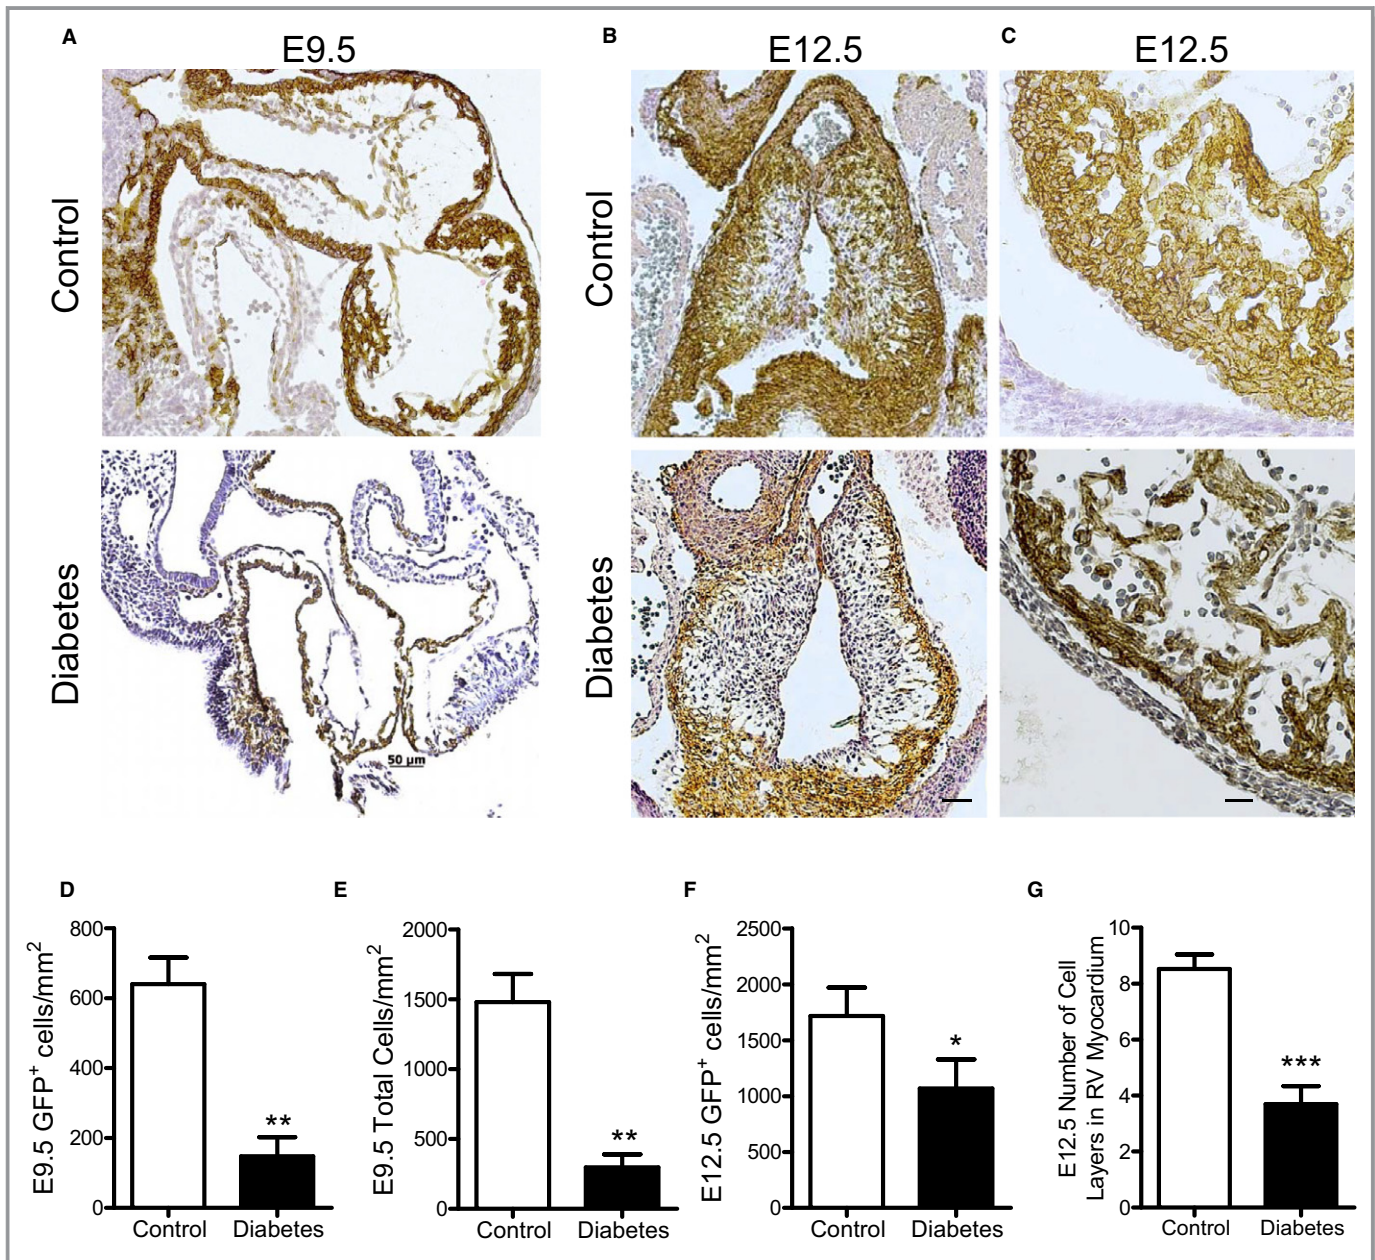 A
E9.5
B
E12.5
C
E12.5
Control
Control
Diabetes
Diabetes
50 µm
D
E9.5 GFP+ cells/mm2
800
600
400
200
0
**
Control
Diabetes
E
E9.5 Total Cells/mm2
2000
1500
1000
500
0
**
Control
Diabetes
F
E12.5 GFP+ cells/mm2
2500
2000
1500
1000
500
0
*
Control
Diabetes
G
E12.5 Number of Cell
Layers in RV Myocardium
10
8
6
4
2
0
***
Control
Diabetes